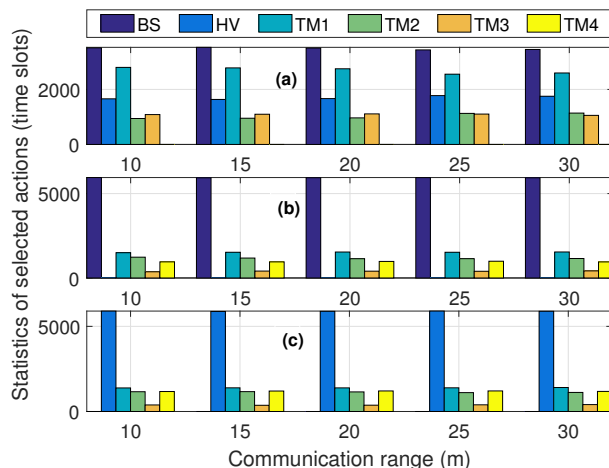 BS HV TM1 TM2 TM3 TM4
Statistics of selected actions (time slots)
(a)
2000
0
10 15 20 25 30
(b)
5000
0
10 15 20 25 30
(c)
5000
0
10 15 20 25 30
Communication range (m)